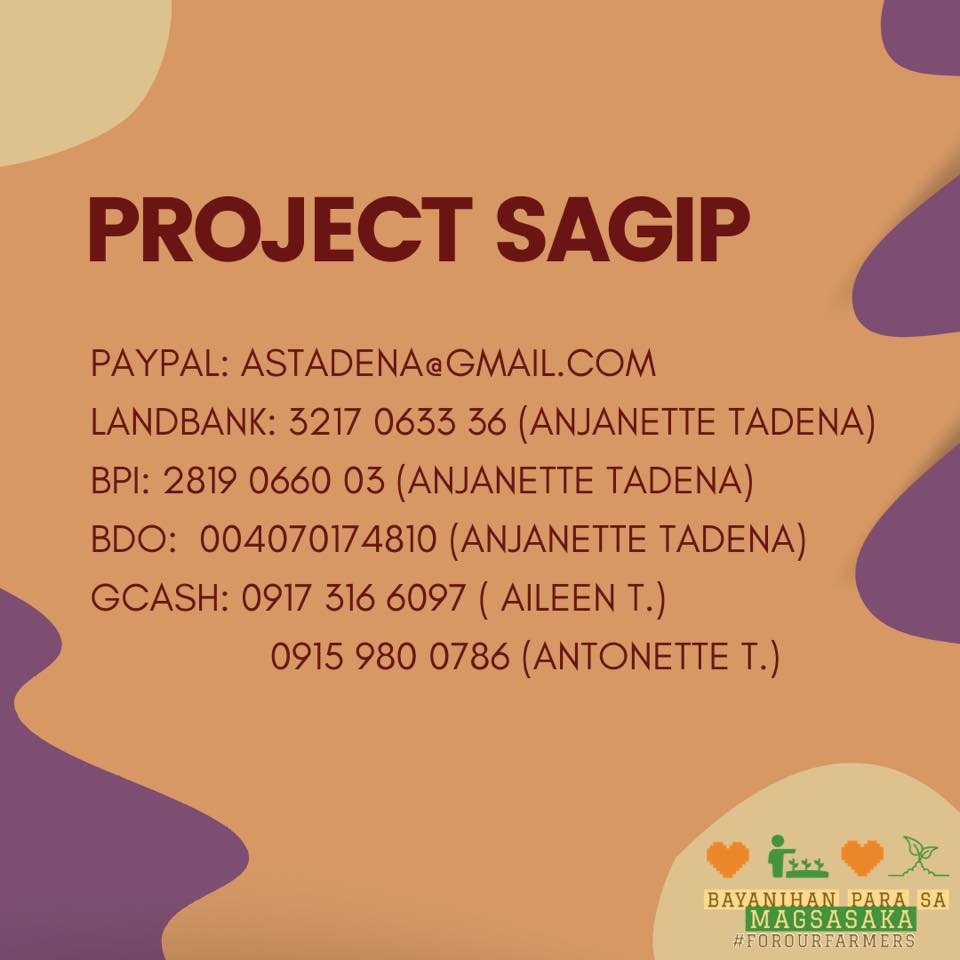 PROJECT SAGIP
PAYPAL: ASTADENA@GMAIL.COM
LANDBANK: 3217 0633 36 (ANJANETTE TADENA)
BPI: 2819 0660 03 (ANJANETTE TADENA)
BDO: 004070174810 (ANJANETTE TADENA)
GCASH: 0917 316 6097 ( AILEEN T.)
0915 980 0786 (ANTONETTE T.)
BAYANIHAN PARA SA
MAGSASAKA
#FOROURFARMERS